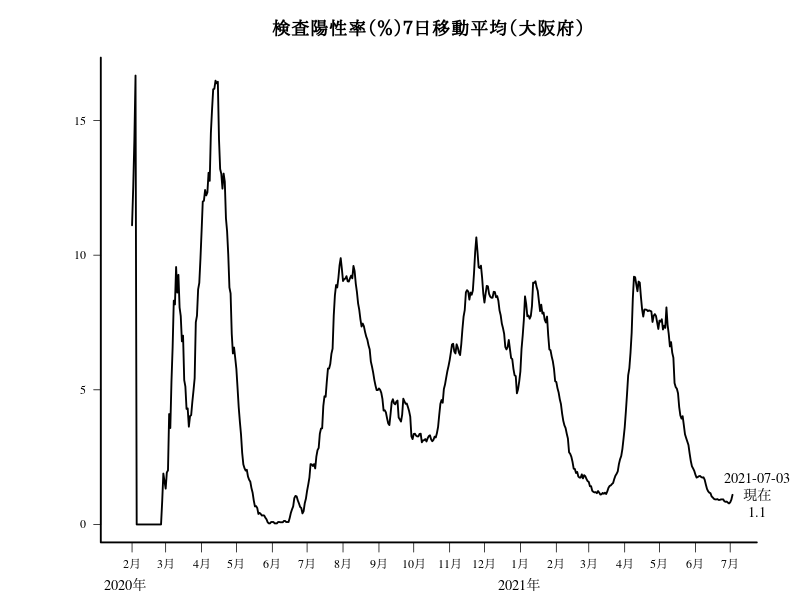 検査陽性率(%)7日移動平均(大阪府)
15
10
5
0
2021-07-03
現在
1.1
2月 3月 4月 5月 6月 7月 8月 9月 10月 11月 12月 1月 2月 3月 4月 5月 6月 7月
2020年 2021年